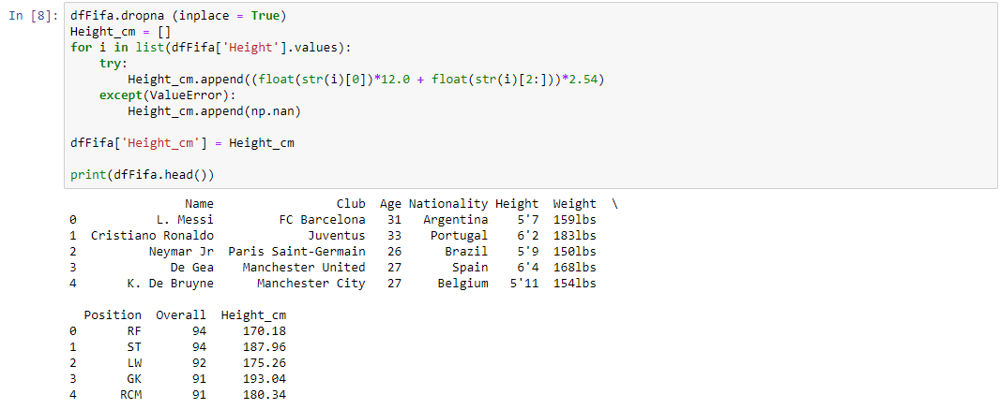 In [8]: dfFifa.dropna (inplace = True)
Height_cm = []
for i in list(dfFifa['Height'].values):
    try:
        Height_cm.append((float(str(i)[0])*12.0 + float(str(i)[2:]))*2.54)
    except(ValueError):
        Height_cm.append(np.nan)
dfFifa['Height_cm'] = Height_cm
print(dfFifa.head())
Name Club Age Nationality Height Weight \
0 L. Messi FC Barcelona 31 Argentina 5'7 159lbs
1 Cristiano Ronaldo Juventus 33 Portugal 6'2 183lbs
2 Neymar Jr Paris Saint-Germain 26 Brazil 5'9 150lbs
3 De Gea Manchester United 27 Spain 6'4 168lbs
4 K. De Bruyne Manchester City 27 Belgium 5'11 154lbs
Position Overall Height_cm
0 RF 94 170.18
1 ST 94 187.96
2 LW 92 175.26
3 GK 91 193.04
4 RCM 91 180.34